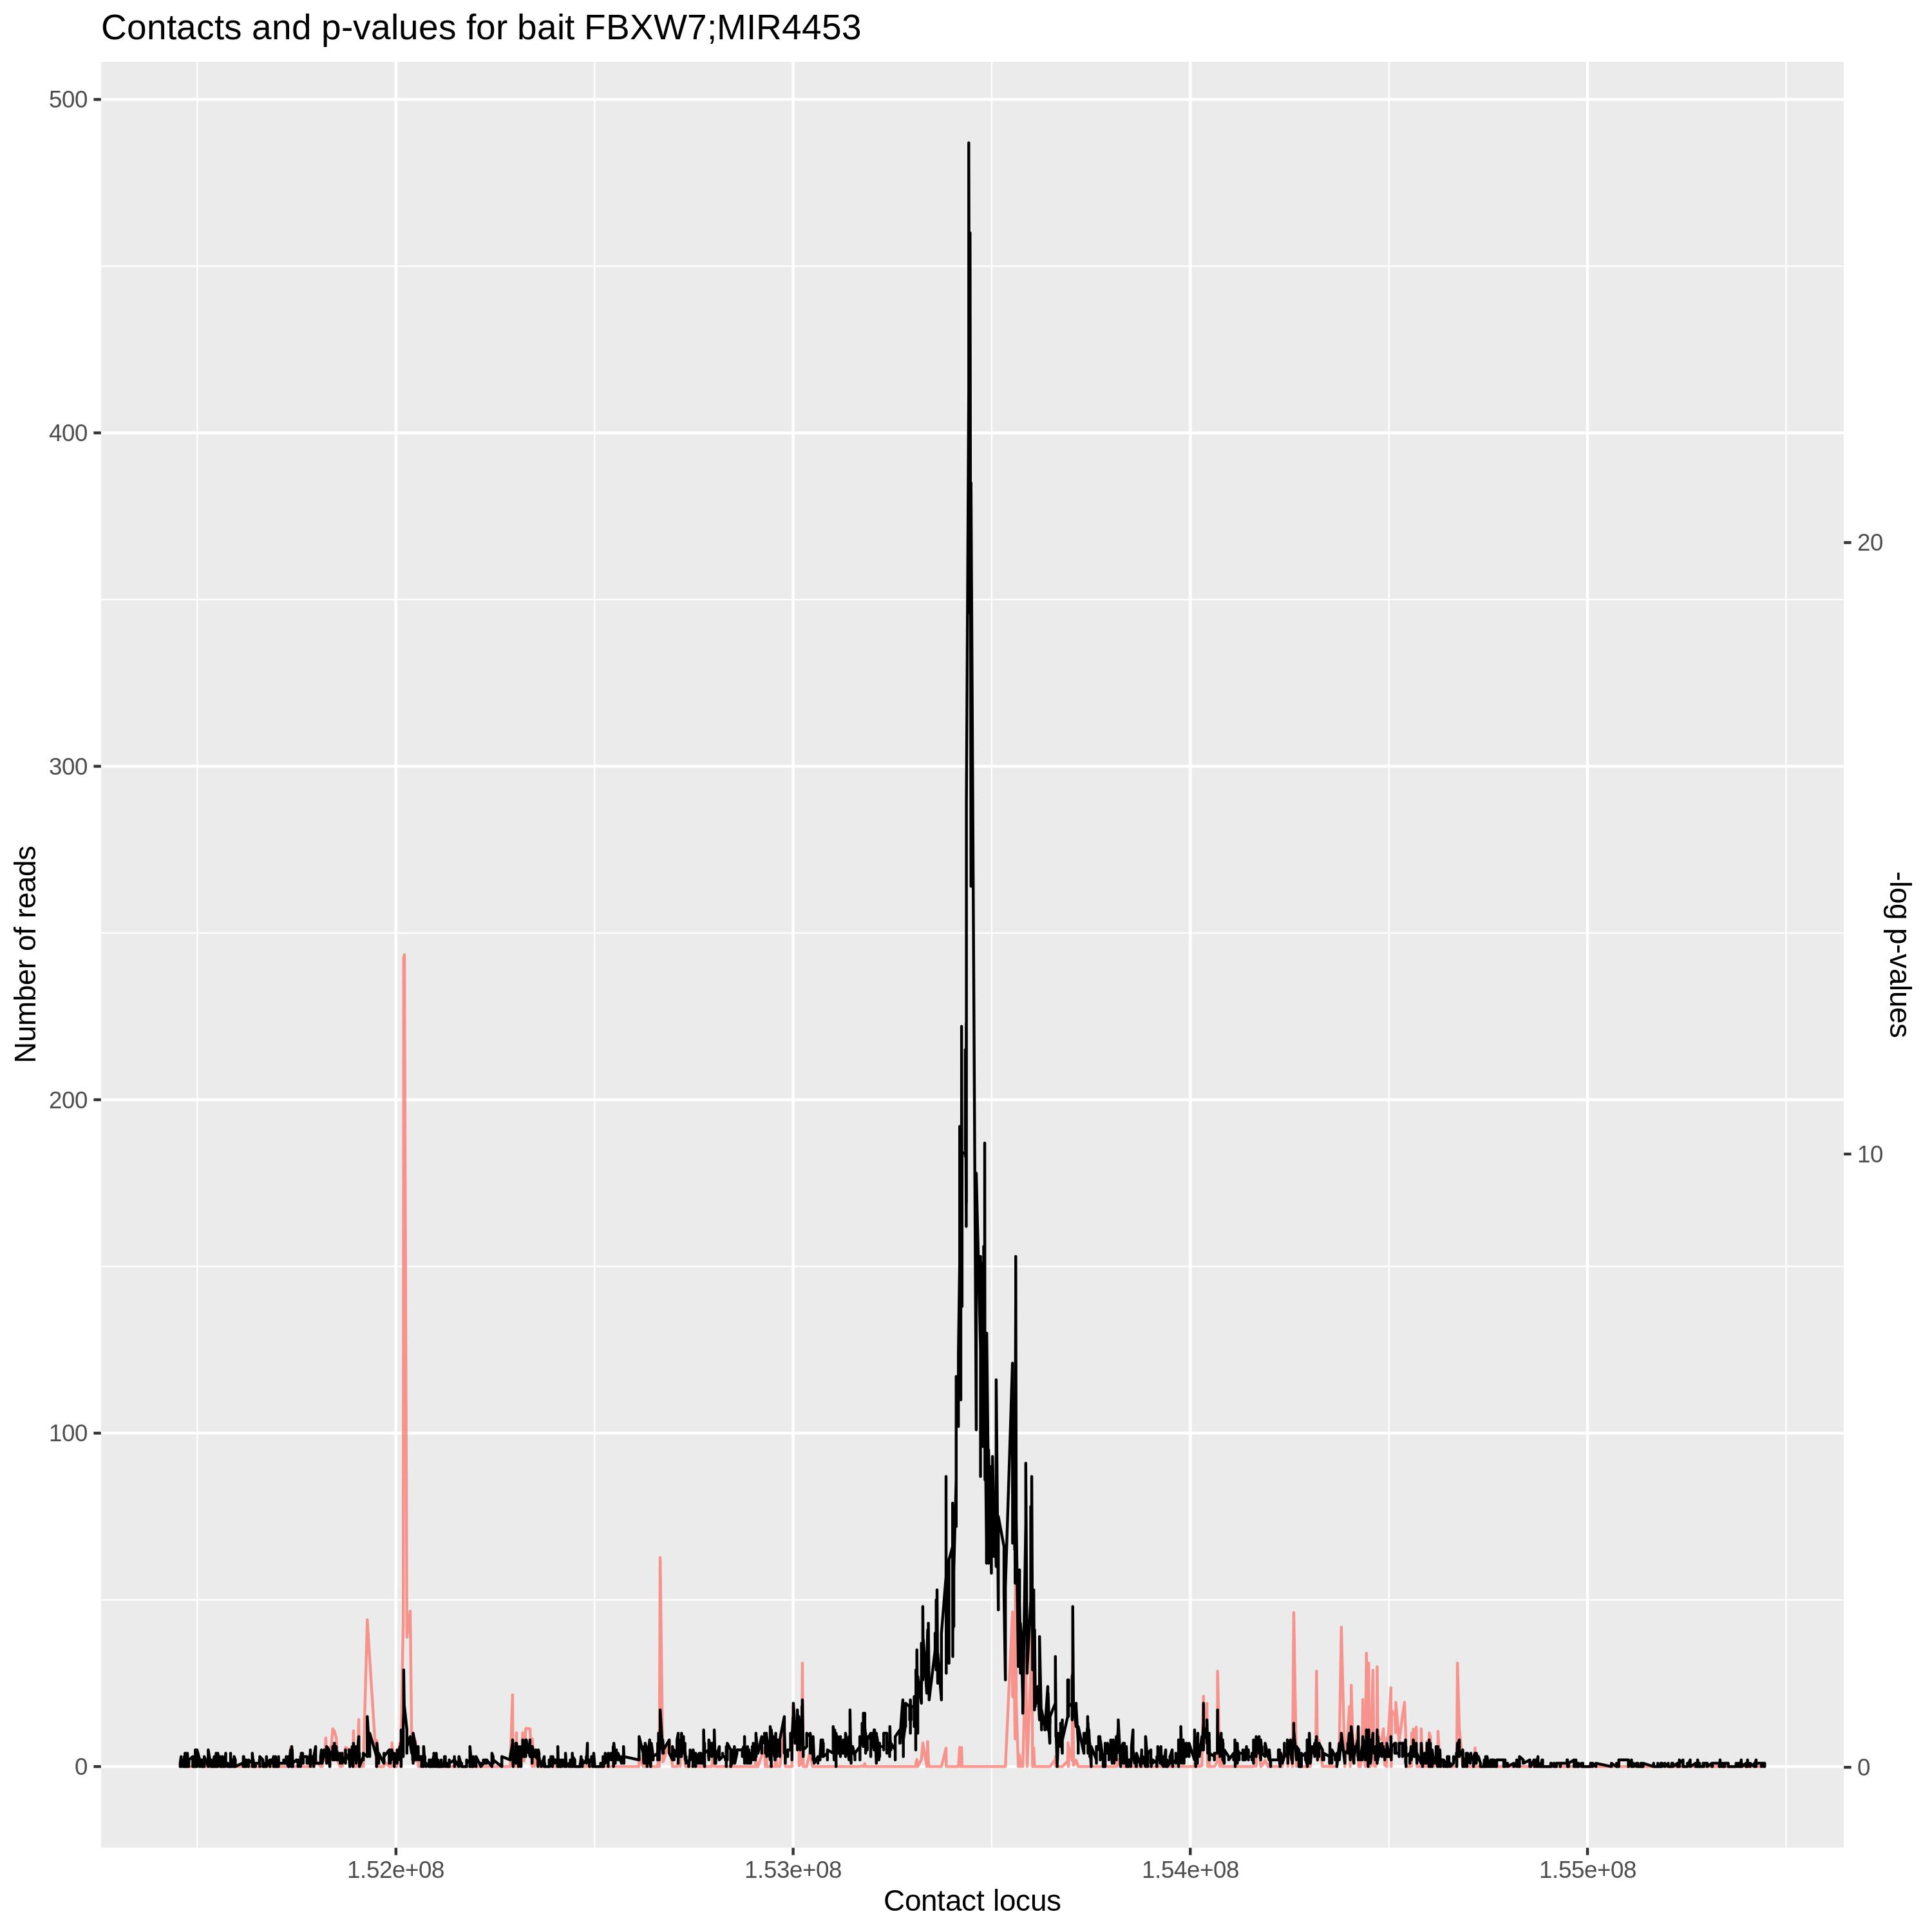 Contacts and p-values for bait FBXW7;MIR4453
500
400
300
200
100
0
Number of reads
20
10
0
-log p-values
1.52e+08
1.53e+08
1.54e+08
1.55e+08
Contact locus